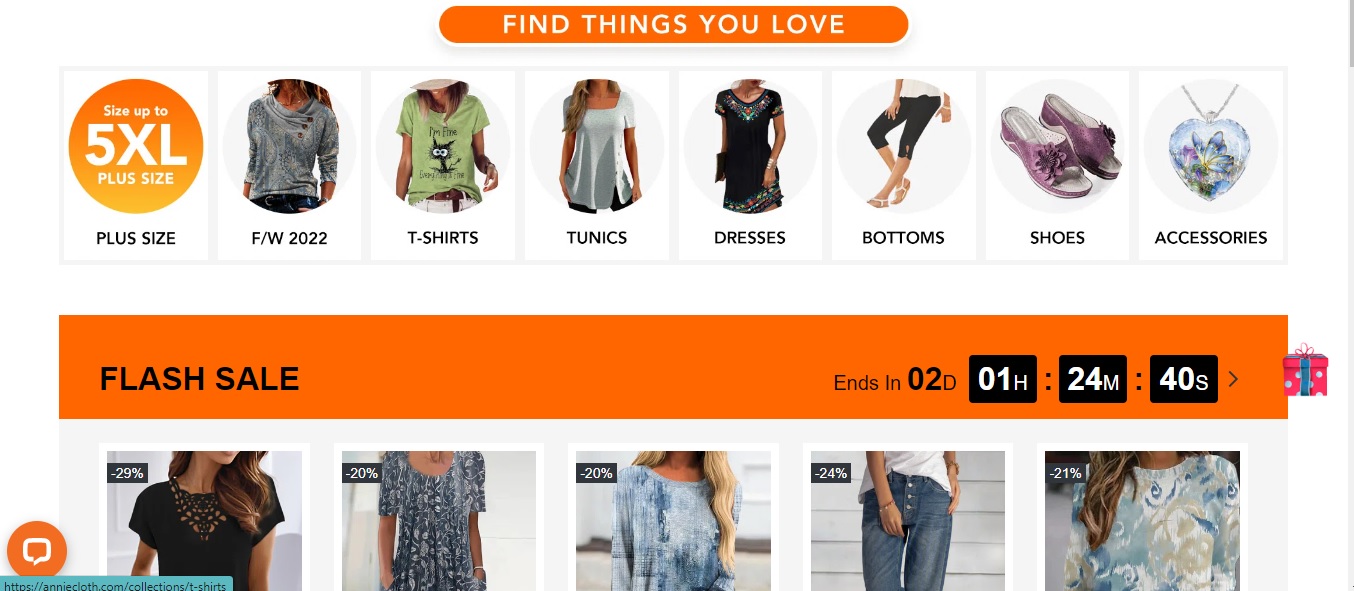 FIND THINGS YOU LOVE
Size up to
5XL
PLUS SIZE
I'm Fine
Everything is Fine
PLUS SIZE
F/W 2022
T-SHIRTS
TUNICS
DRESSES
BOTTOMS
SHOES
ACCESSORIES
FLASH SALE
Ends In 02D 01H : 24M : 40S
-29%
-20%
-20%
-24%
-21%
https://anniecloth.com/collections/t-shirts